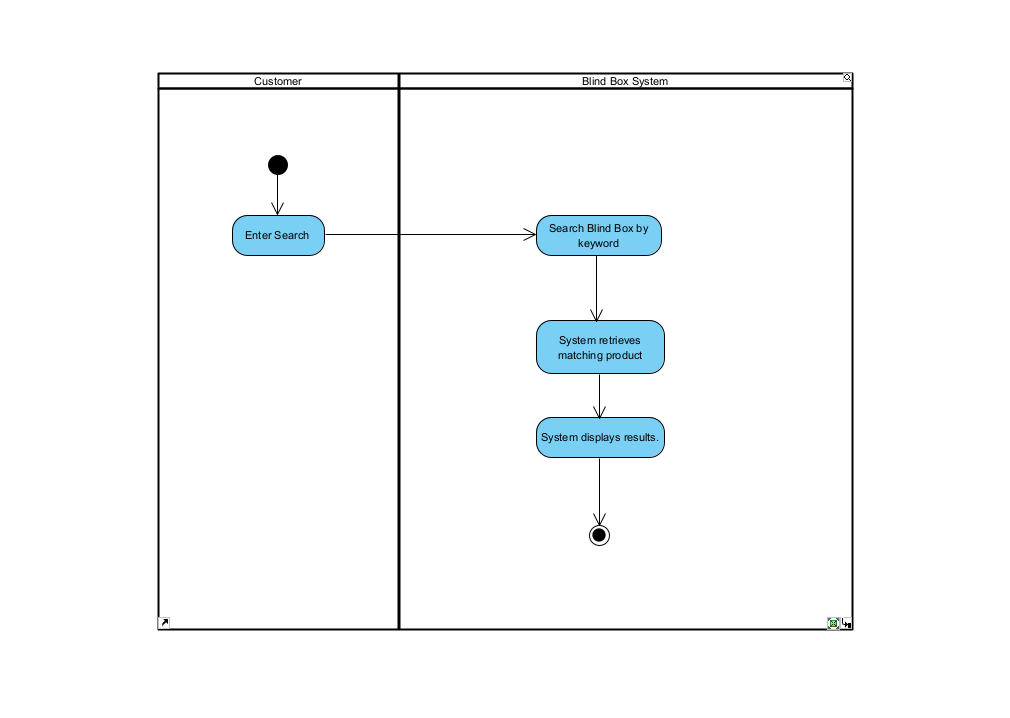 Customer
Blind Box System
Enter Search
Search Blind Box by
keyword
System retrieves
matching product
System displays results.